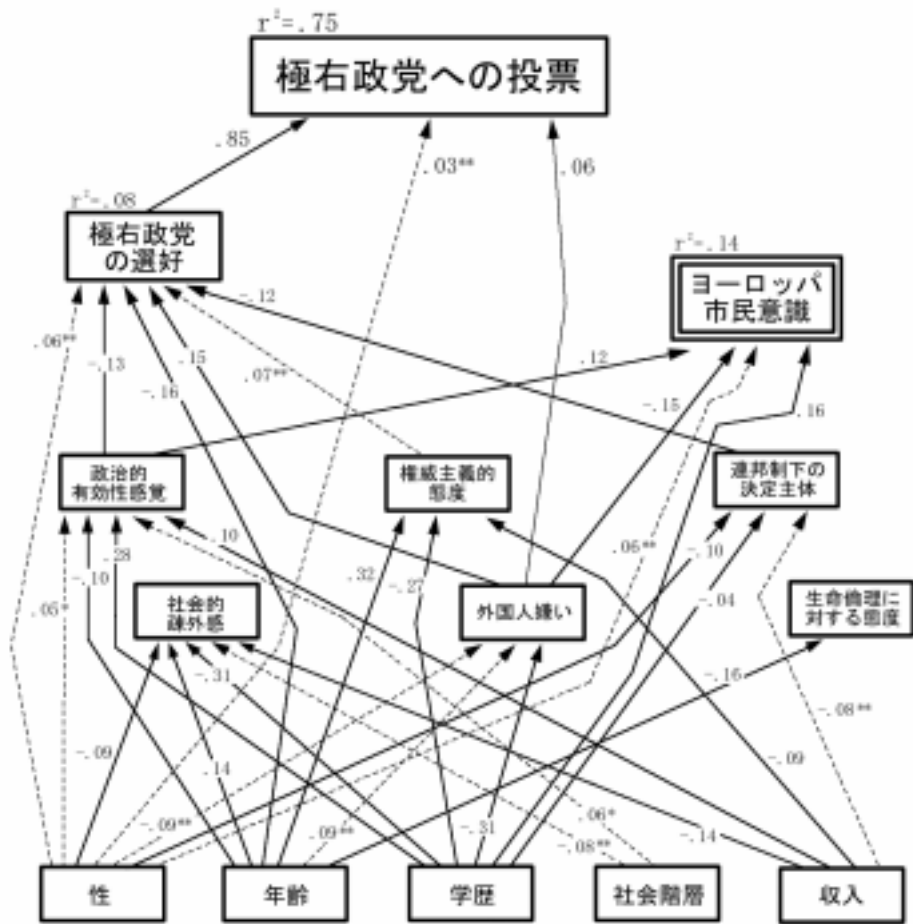 r²=.75
極右政党への投票
.85
.03**
.06
r²=.08
極右政党
の選好
r²=.14
ヨーロッパ
市民意識
-.12
.06**
-.13
.15
-.16
.07**
.12
-.15
.16
政治的
有効性感覚
権威主義的
態度
連邦制下の
決定主体
.05*
-.10
.28
.10
.32
-.27
.06**
-.10
-.04
社会的
疎外感
外国人嫌い
生命倫理に
対する態度
-.31
-.16
-.08**
-.09
.14
-.09
-.09**
.09**
-.31
.06*
-.08**
-.14
性
年齢
学歴
社会階層
収入